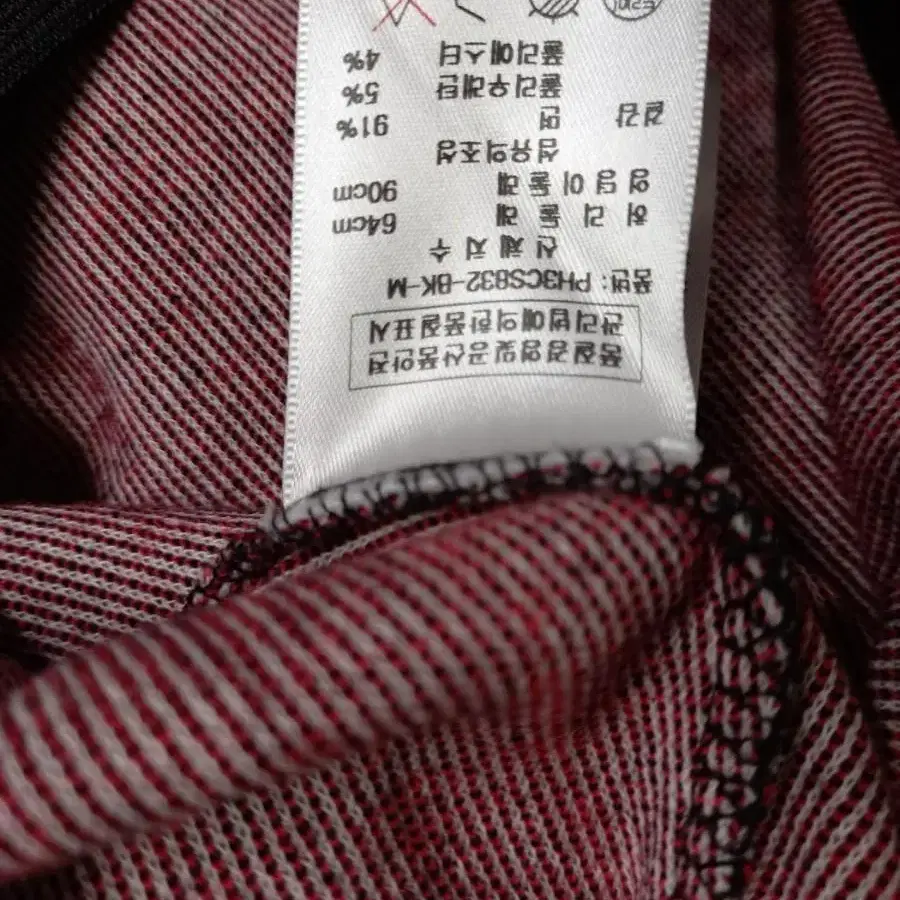 품질경영및공산품안전
관리법에의한품질표시
품번: PH3CS832-BK-M
신 체 치 수
허 리 둘 레 64cm
엉 덩 이 둘 레 90cm
섬유의조성
겉감 면 91%
폴리우레탄 5%
폴리에스터 4%
드라이